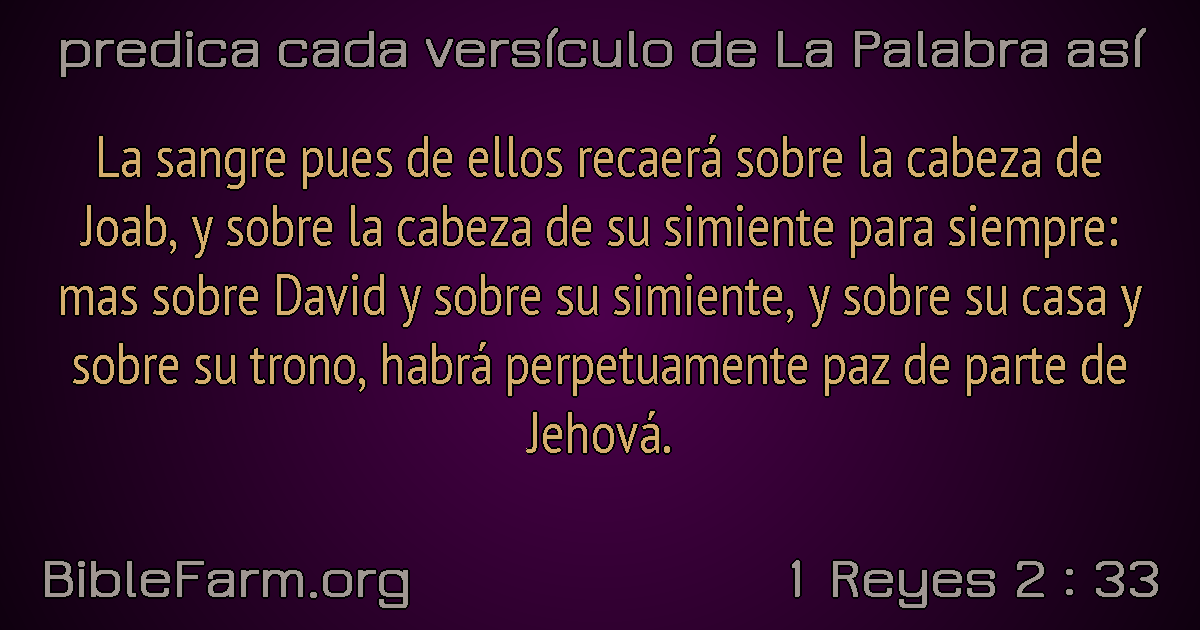 predica cada versículo de La Palabra así
La sangre pues de ellos recaerá sobre la cabeza de
Joab, y sobre la cabeza de su simiente para siempre:
mas sobre David y sobre su simiente, y sobre su casa y
sobre su trono, habrá perpetuamente paz de parte de
Jehová.
BibleFarm.org
1 Reyes 2 : 33